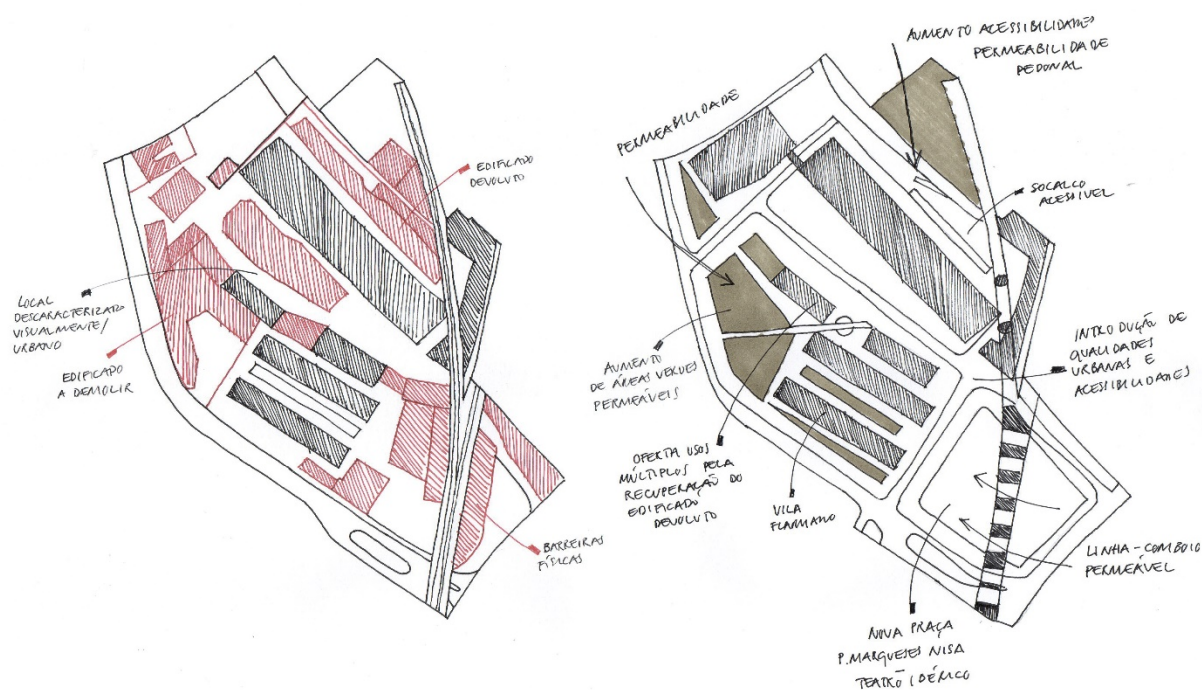 EDIFICADO
DEVOLUTO
LOCAL
DESCARACTERIZADO
VISUALMENTE/
URBANO
EDIFICADO
A DEMOLIR
BARREIRAS
FÍSICAS
AUMENTO ACESSIBILIDADES
PERMEABILIDADE
PEDONAL
PERMEABILIDADE
SOCALCO
ACESSÍVEL
INTRODUÇÃO DE
QUALIDADES
URBANAS E
ACESSIBILIDADES
AUMENTO
DE ÁREAS VERDES
PERMEÁVEIS
OFERTA USOS
MÚLTIPLOS PELA
RECUPERAÇÃO DO
EDIFICADO
DEVOLUTO
VILA
FLAMIANO
LINHA-COMBOIO
PERMEÁVEL
NOVA PRAÇA
P. MARQUESES NISA
TEATRO IBÉRICO